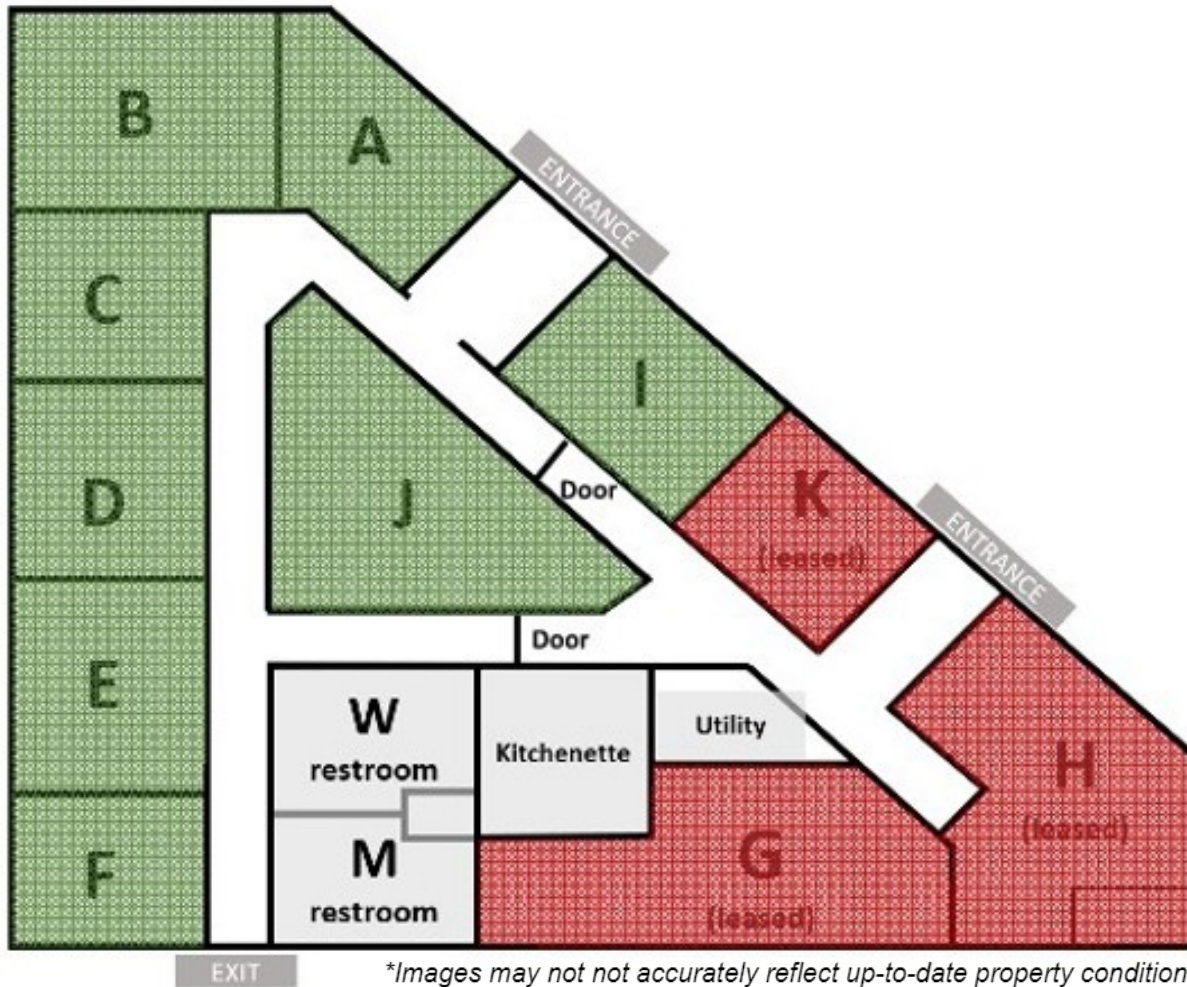 B
A
ENTRANCE
C
I
D
J
Door
K
(leased)
ENTRANCE
E
Door
W
restroom
Kitchenette
Utility
H
(leased)
F
M
restroom
G
(leased)
EXIT
*Images may not not accurately reflect up-to-date property condition